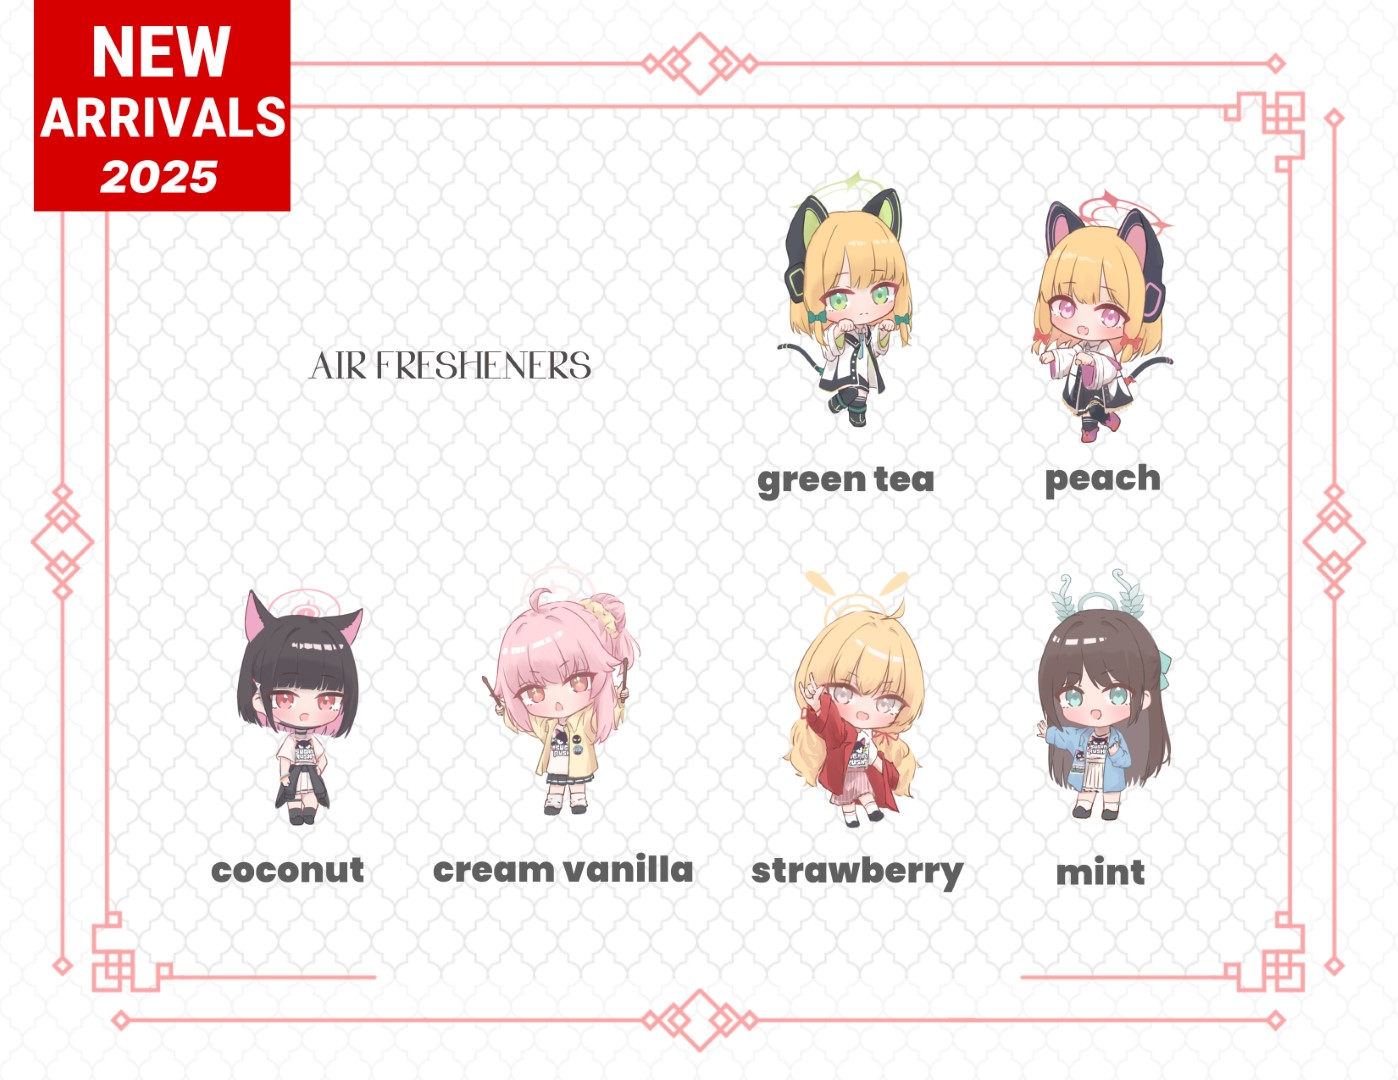 NEW
ARRIVALS
2025
AIR FRESHENERS
green tea
peach
coconut
cream vanilla
strawberry
mint